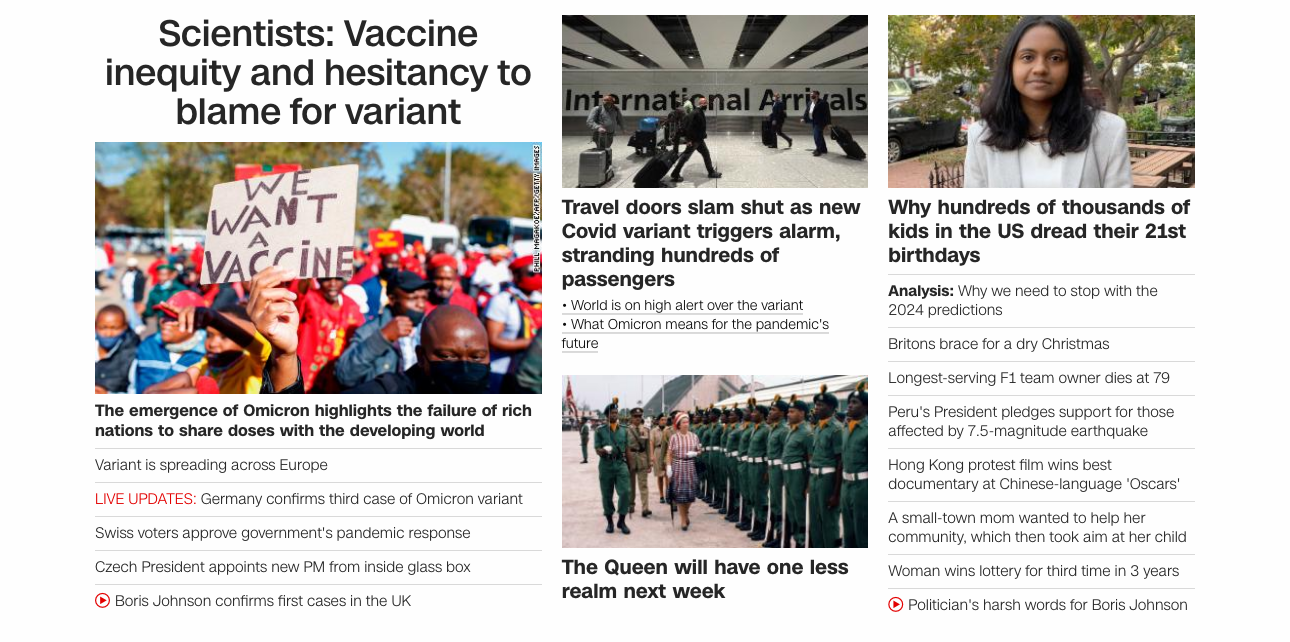 Scientists: Vaccine
inequity and hesitancy to
blame for variant
WE
WANT
A
VACCINE
PHILL MAGAKOE/AFP/GETTY IMAGES
The emergence of Omicron highlights the failure of rich
nations to share doses with the developing world
Variant is spreading across Europe
LIVE UPDATES: Germany confirms third case of Omicron variant
Swiss voters approve government's pandemic response
Czech President appoints new PM from inside glass box
Boris Johnson confirms first cases in the UK
International Arrivals
Travel doors slam shut as new
Covid variant triggers alarm,
stranding hundreds of
passengers
• World is on high alert over the variant
• What Omicron means for the pandemic's
future
The Queen will have one less
realm next week
Why hundreds of thousands of
kids in the US dread their 21st
birthdays
Analysis: Why we need to stop with the
2024 predictions
Britons brace for a dry Christmas
Longest-serving F1 team owner dies at 79
Peru's President pledges support for those
affected by 7.5-magnitude earthquake
Hong Kong protest film wins best
documentary at Chinese-language 'Oscars'
A small-town mom wanted to help her
community, which then took aim at her child
Woman wins lottery for third time in 3 years
Politician's harsh words for Boris Johnson